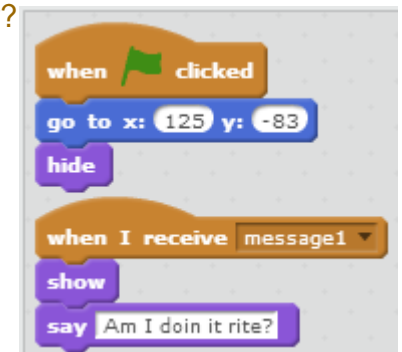 ?
when clicked
go to x: 125 y: -83
hide
when I receive message1
show
say Am I doin it rite?